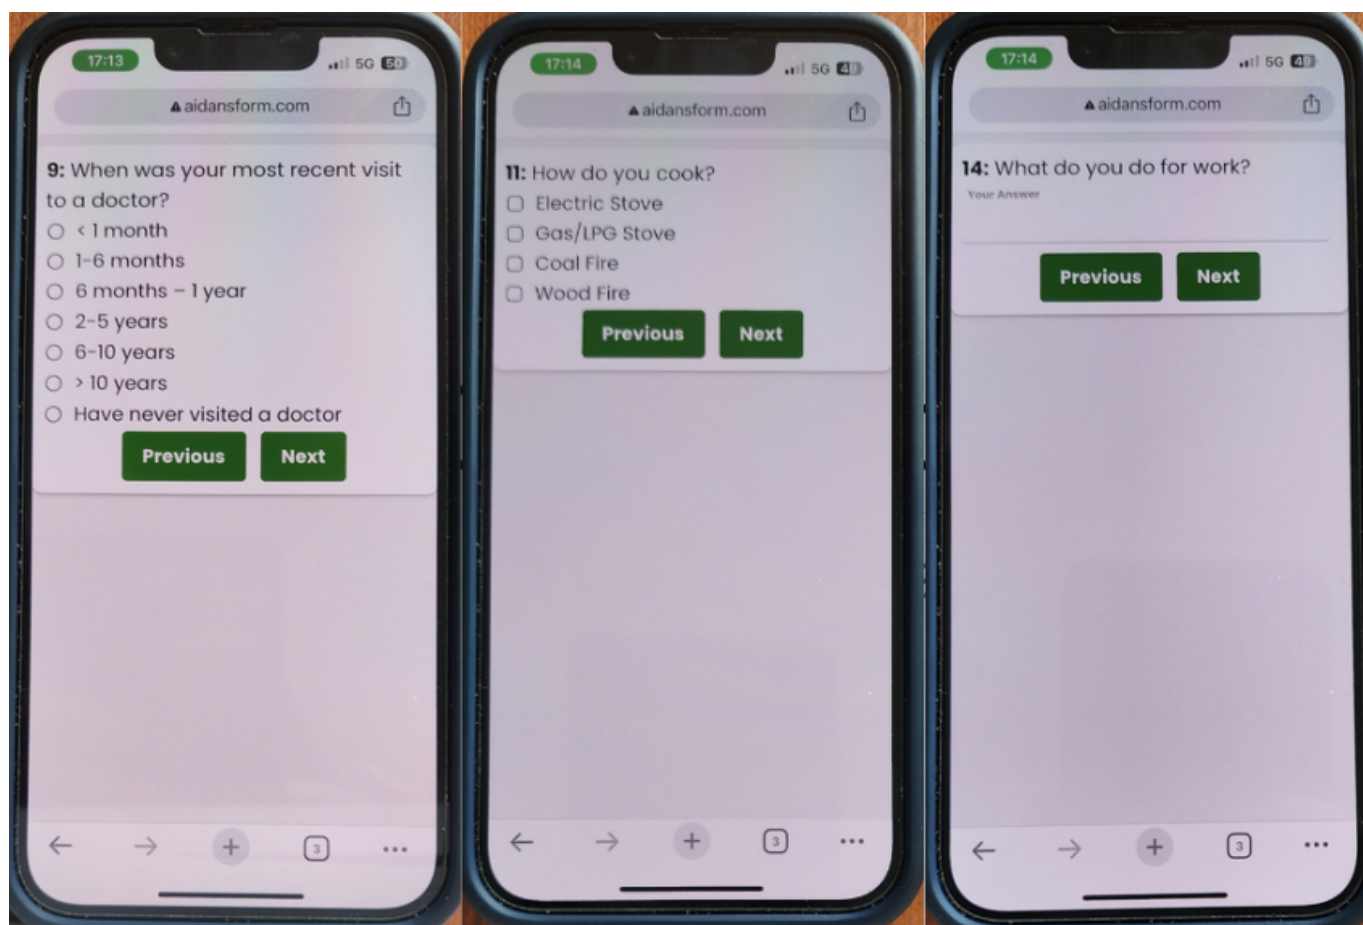 17:13
5G 50
aidansform.com
9: When was your most recent visit
to a doctor?
< 1 month
1-6 months
6 months – 1 year
2-5 years
6-10 years
> 10 years
Have never visited a doctor
Previous Next
3
17:14
5G 49
aidansform.com
11: How do you cook?
Electric Stove
Gas/LPG Stove
Coal Fire
Wood Fire
Previous Next
3
17:14
5G 49
aidansform.com
14: What do you do for work?
Your Answer
Previous Next
3